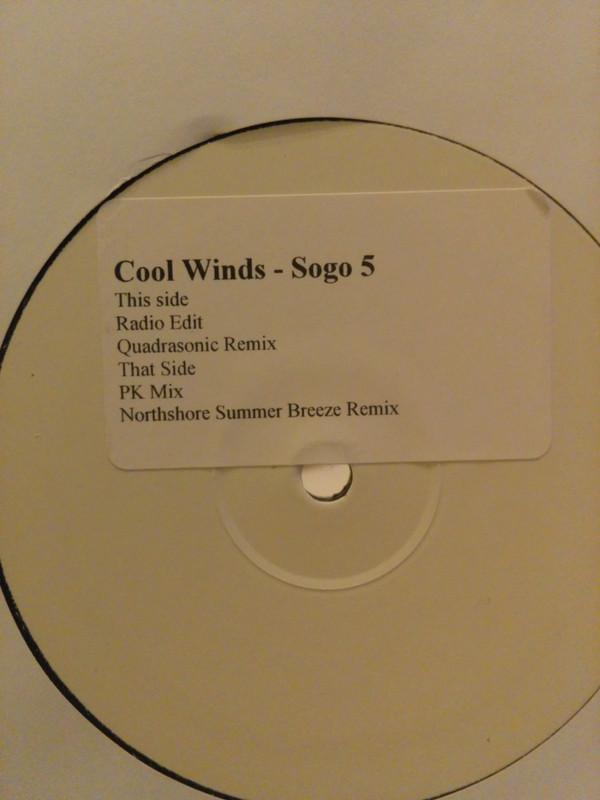 Cool Winds - Sogo 5
This side
Radio Edit
Quadrasonic Remix
That Side
PK Mix
Northshore Summer Breeze Remix